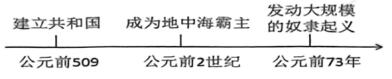 建立共和国
成为地中海霸主
发动大规模
的奴隶起义
公元前509
公元前2世纪
公元前73年